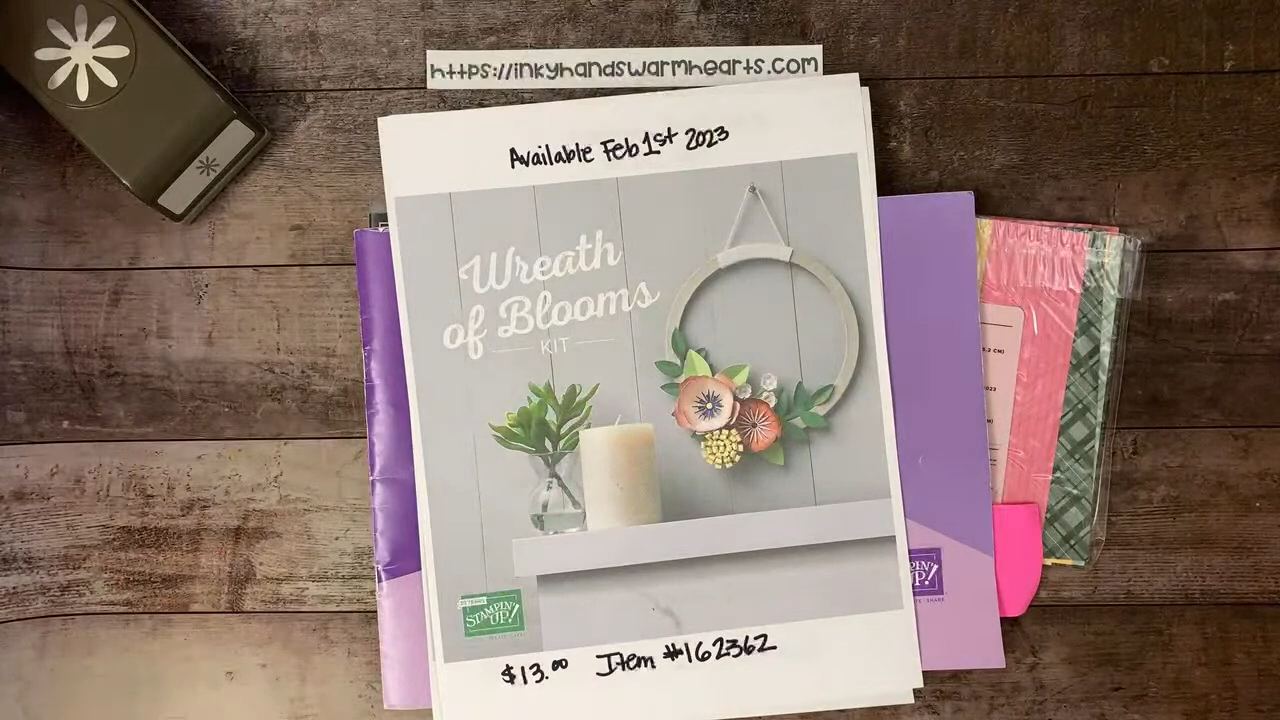 https://inkyhandswarmhearts.com
Available Feb 1st 2023
Wreath
of Blooms
KIT
STAMPIN'
UP!
$13.00 Item #162362